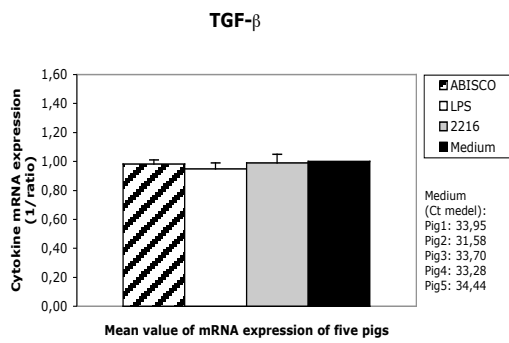 TGF-β
Cytokine mRNA expression
(1/ratio)
1,60
1,40
1,20
1,00
0,80
0,60
0,40
0,20
0,00
Mean value of mRNA expression of five pigs
ABISCO
LPS
2216
Medium
Medium
(Ct medel):
Pig1: 33,95
Pig2: 31,58
Pig3: 33,70
Pig4: 33,28
Pig5: 34,44